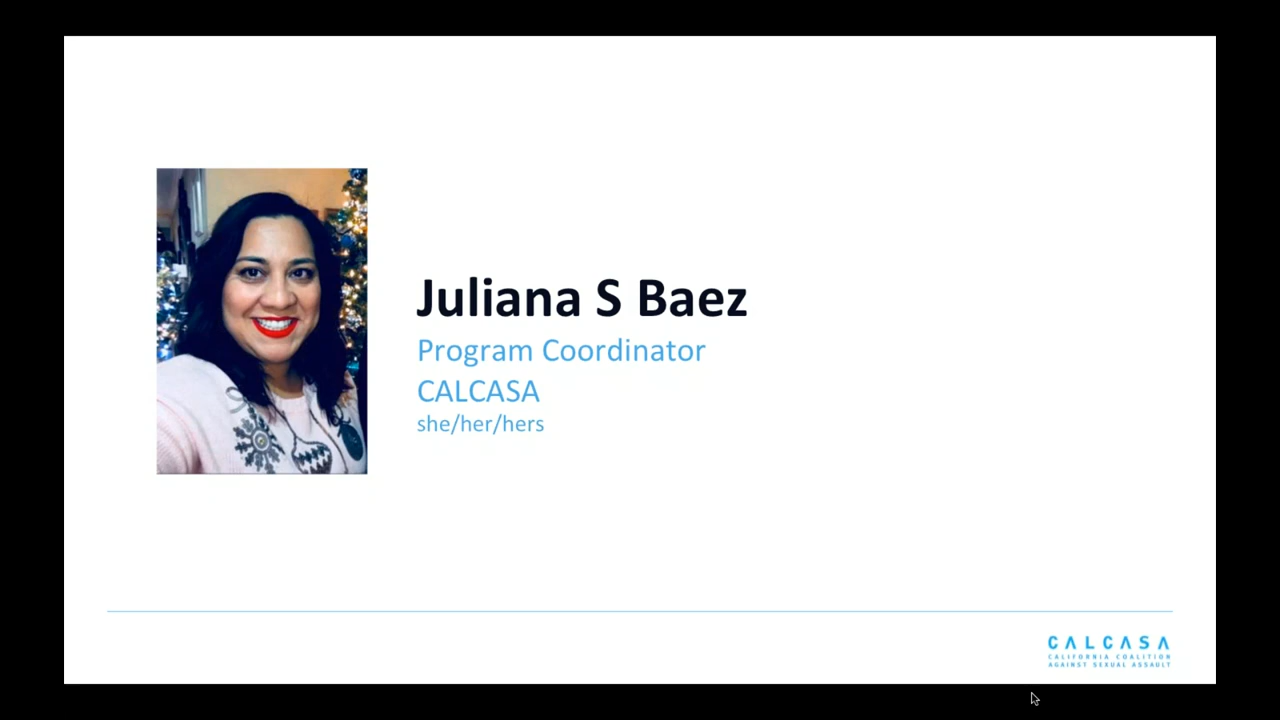 Juliana S Baez
Program Coordinator
CALCASA
she/her/hers
CALCASA
CALIFORNIA COALITION
AGAINST SEXUAL ASSAULT